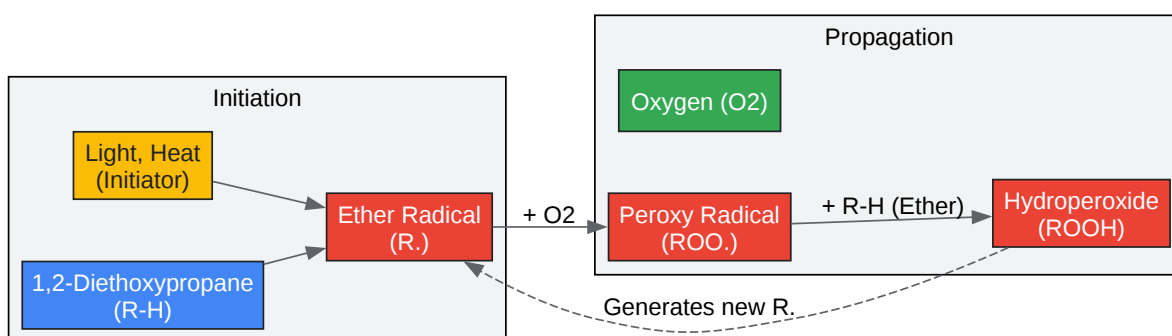 Initiation
Light, Heat
(Initiator)
1,2-Diethoxypropane
(R-H)
Ether Radical
(R.)
+ O2
Propagation
Oxygen (O2)
Peroxy Radical
(ROO.)
+ R-H (Ether)
Hydroperoxide
(ROOH)
Generates new R.